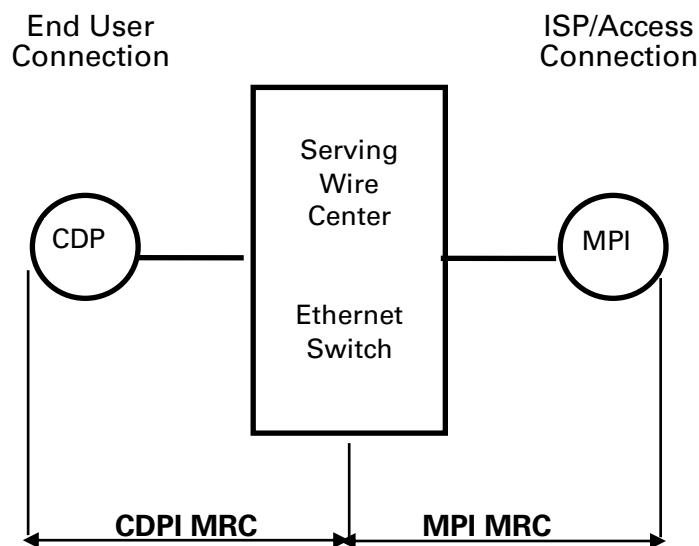 End User
Connection
ISP/Access
Connection
Serving
Wire
Center
CDP
MPI
Ethernet
Switch
CDPI MRC
MPI MRC